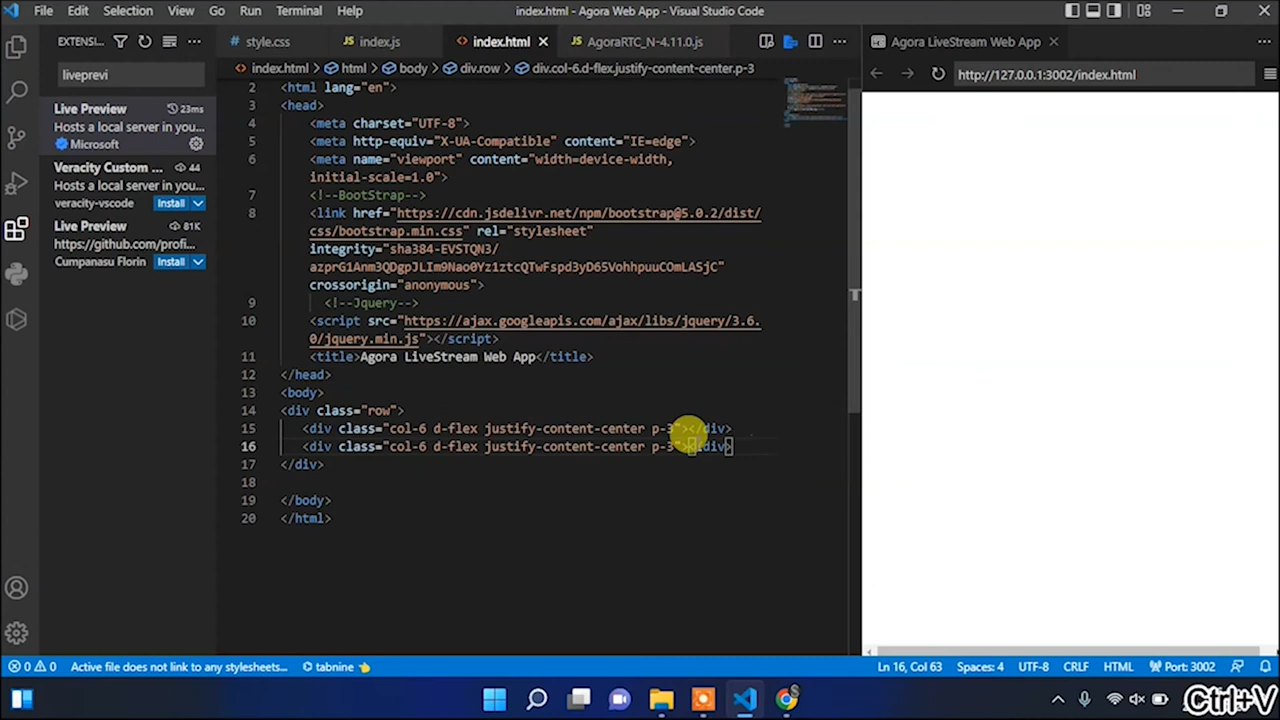 File Edit Selection View Go Run Terminal Help
index.html - Agora Web App - Visual Studio Code
EXTENSI...
liveprevi
Live Preview 23ms
Hosts a local server in you...
Microsoft
Veracity Custom ... 44
Hosts a local server in you...
veracity-vscode Install
Live Preview 81K
https://github.com/profi...
Cumpanasu Florin Install
style.css index.js index.html AgoraRTC_N-4.11.0.js
index.html > html > body > div.row > div.col-6.d-flex.justify-content-center.p-3
2 <html lang="en">
3 <head>
4 <meta charset="UTF-8">
5 <meta http-equiv="X-UA-Compatible" content="IE=edge">
6 <meta name="viewport" content="width=device-width,
initial-scale=1.0">
7 <!--BootStrap-->
8 <link href="https://cdn.jsdelivr.net/npm/bootstrap@5.0.2/dist/
css/bootstrap.min.css" rel="stylesheet"
integrity="sha384-EVSTQN3/
azprG1Anm3QDgpJLIm9Nao0Yz1ztcQTwFspd3yD65VohhpuuCOmLASjC"
crossorigin="anonymous">
9 <!--Jquery-->
10 <script src="https://ajax.googleapis.com/ajax/libs/jquery/3.6.
0/jquery.min.js"></script>
11 <title>Agora LiveStream Web App</title>
12 </head>
13 <body>
14 <div class="row">
15 <div class="col-6 d-flex justify-content-center p-3"></div>
16 <div class="col-6 d-flex justify-content-center p-3"></div>
17 </div>
18
19 </body>
20 </html>
Agora LiveStream Web App
http://127.0.0.1:3002/index.html
0 0 Active file does not link to any stylesheets... tabnine
Ln 16, Col 63 Spaces: 4 UTF-8 CRLF HTML Port: 3002
S
Ctrl+V